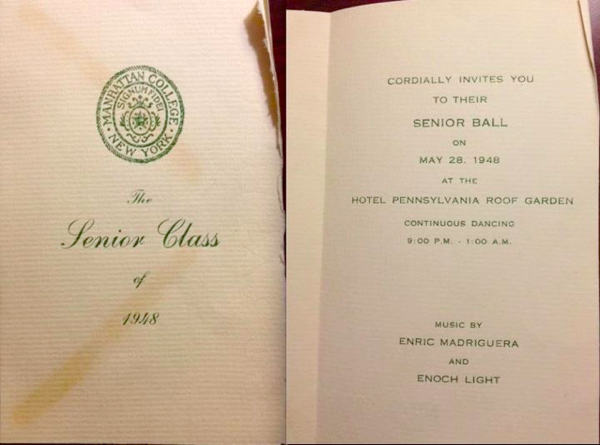 MANHATTAN COLLEGE
SIGNUM FIDEI
NEW YORK
The
Senior Class
of
1948
CORDIALLY INVITES YOU
TO THEIR
SENIOR BALL
ON
MAY 28, 1948
AT THE
HOTEL PENNSYLVANIA ROOF GARDEN
CONTINUOUS DANCING
9:00 P.M. - 1:00 A.M.
MUSIC BY
ENRIC MADRIGUERA
AND
ENOCH LIGHT